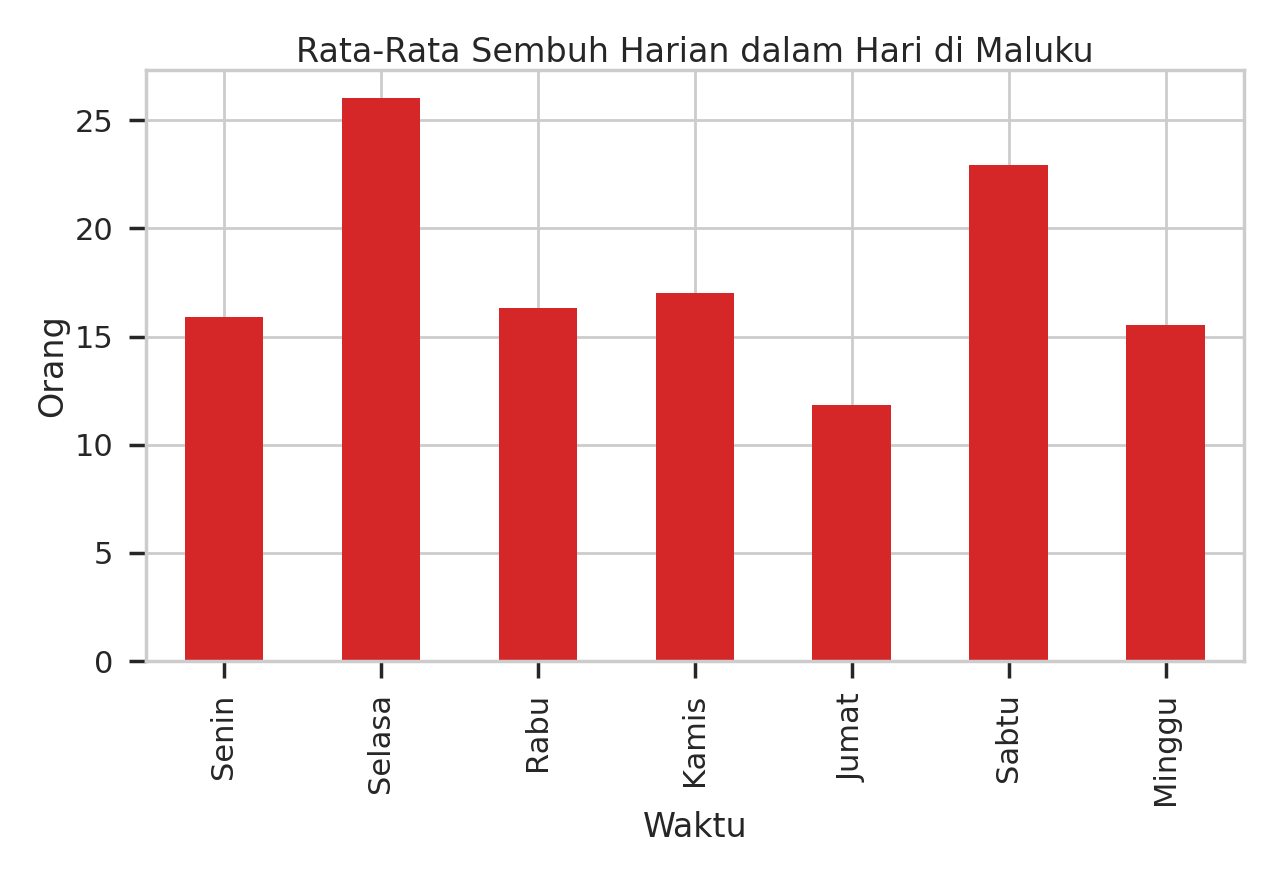 Rata-Rata Sembuh Harian dalam Hari di Maluku
Orang
25
20
15
10
5
0
Senin
Selasa
Rabu
Kamis
Jumat
Sabtu
Minggu
Waktu